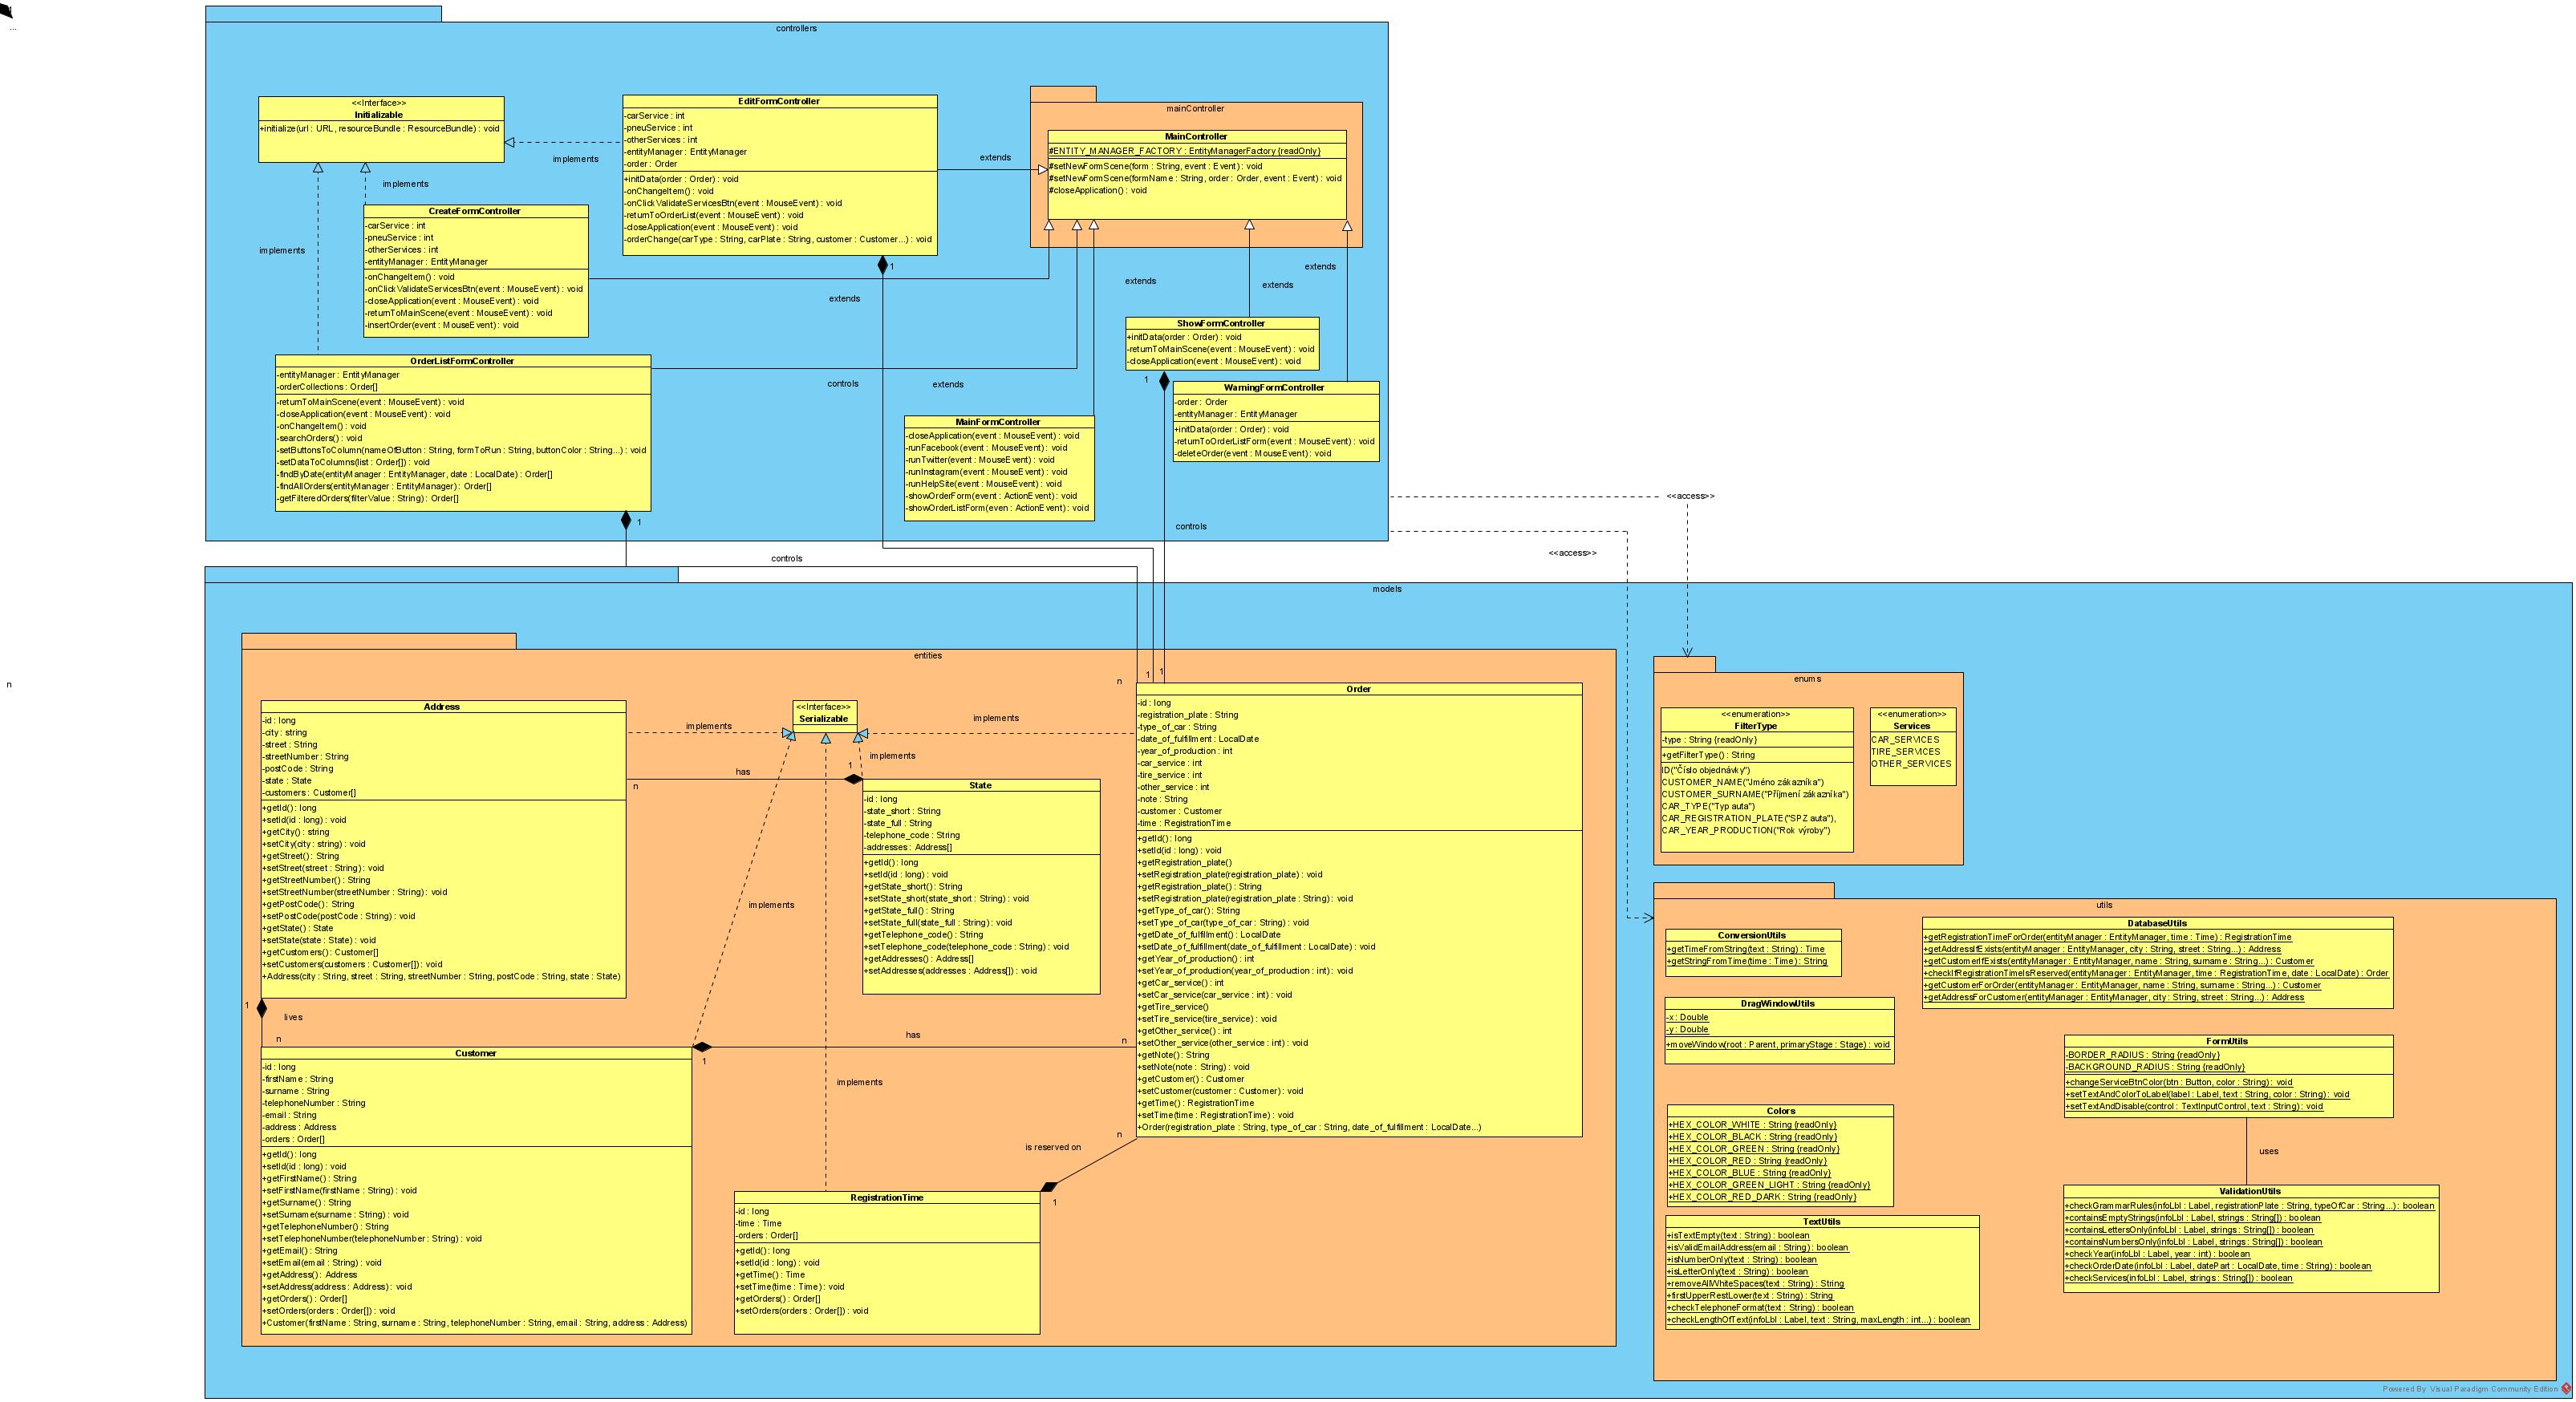 ...
n
controllers
<<Interface>>
Initializable
+initialize(url : URL, resourceBundle : ResourceBundle) : void
implements
implements
implements
EditFormController
-carService : int
-pneuService : int
-otherServices : int
-entityManager : EntityManager
-order : Order
+initData(order : Order) : void
-onChangeItem() : void
-onClickValidateServicesBtn(event : MouseEvent) : void
-returnToOrderList(event : MouseEvent) : void
-closeApplication(event : MouseEvent) : void
-orderChange(carType : String, carPlate : String, customer : Customer...) : void
1
extends
mainController
MainController
#ENTITY_MANAGER_FACTORY : EntityManagerFactory {readOnly}
#setNewFormScene(form : String, event : Event) : void
#setNewFormScene(formName : String, order : Order, event : Event) : void
#closeApplication() : void
CreateFormController
-carService : int
-pneuService : int
-otherServices : int
-entityManager : EntityManager
-onChangeItem() : void
-onClickValidateServicesBtn(event : MouseEvent) : void
-closeApplication(event : MouseEvent) : void
-returnToMainScene(event : MouseEvent) : void
-insertOrder(event : MouseEvent) : void
extends
extends
extends
extends
extends
controls
OrderListFormController
-entityManager : EntityManager
-orderCollections : Order[]
-returnToMainScene(event : MouseEvent) : void
-closeApplication(event : MouseEvent) : void
-onChangeItem() : void
-searchOrders() : void
-setButtonsToColumn(nameOfButton : String, formToRun : String, buttonColor : String...) : void
-setDataToColumns(list : Order[]) : void
-findByDate(entityManager : EntityManager, date : LocalDate) : Order[]
-findAllOrders(entityManager : EntityManager) : Order[]
-getFilteredOrders(filterValue : String) : Order[]
1
controls
MainFormController
-closeApplication(event : MouseEvent) : void
-runFacebook(event : MouseEvent) : void
-runTwitter(event : MouseEvent) : void
-runInstagram(event : MouseEvent) : void
-runHelpSite(event : MouseEvent) : void
-showOrderForm(event : ActionEvent) : void
-showOrderListForm(even : ActionEvent) : void
ShowFormController
+initData(order : Order) : void
-returnToMainScene(event : MouseEvent) : void
-closeApplication(event : MouseEvent) : void
1
controls
WarningFormController
-order : Order
-entityManager : EntityManager
+initData(order : Order) : void
-returnToOrderListForm(event : MouseEvent) : void
-deleteOrder(event : MouseEvent) : void
<<access>>
<<access>>
models
entities
Address
-id : long
-city : string
-street : String
-streetNumber : String
-postCode : String
-state : State
-customers : Customer[]
+getId() : long
+setId(id : long) : void
+getCity() : string
+setCity(city : string) : void
+getStreet() : String
+setStreet(street : String) : void
+getStreetNumber() : String
+setStreetNumber(streetNumber : String) : void
+getPostCode() : String
+setPostCode(postCode : String) : void
+getState() : State
+setState(state : State) : void
+getCustomers() : Customer[]
+setCustomers(customers : Customer[]) : void
+Address(city : String, street : String, streetNumber : String, postCode : String, state : State)
1
lives
n
<<Interface>>
Serializable
implements
implements
implements
implements
implements
has
n
1
State
-id : long
-state_short : String
-state_full : String
-telephone_code : String
-addresses : Address[]
+getId() : long
+setId(id : long) : void
+getState_short() : String
+setState_short(state_short : String) : void
+getState_full() : String
+setState_full(state_full : String) : void
+getTelephone_code() : String
+setTelephone_code(telephone_code : String) : void
+getAddresses() : Address[]
+setAddresses(addresses : Address[]) : void
n
1
1
Order
-id : long
-registration_plate : String
-type_of_car : String
-date_of_fulfillment : LocalDate
-year_of_production : int
-car_service : int
-tire_service : int
-other_service : int
-note : String
-customer : Customer
-time : RegistrationTime
+getId() : long
+setId(id : long) : void
+getRegistration_plate()
+setRegistration_plate(registration_plate) : void
+getRegistration_plate() : String
+setRegistration_plate(registration_plate : String) : void
+getType_of_car() : String
+setType_of_car(type_of_car : String) : void
+getDate_of_fulfillment() : LocalDate
+setDate_of_fulfillment(date_of_fulfillment : LocalDate) : void
+getYear_of_production() : int
+setYear_of_production(year_of_production : int) : void
+getCar_service() : int
+setCar_service(car_service : int) : void
+getTire_service()
+setTire_service(tire_service) : void
+getOther_service() : int
+setOther_service(other_service : int) : void
+getNote() : String
+setNote(note : String) : void
+getCustomer() : Customer
+setCustomer(customer : Customer) : void
+getTime() : RegistrationTime
+setTime(time : RegistrationTime) : void
+Order(registration_plate : String, type_of_car : String, date_of_fulfillment : LocalDate...)
Customer
-id : long
-firstName : String
-surname : String
-telephoneNumber : String
-email : String
-address : Address
-orders : Order[]
+getId() : long
+setId(id : long) : void
+getFirstName() : String
+setFirstName(firstName : String) : void
+getSurname() : String
+setSurname(surname : String) : void
+getTelephoneNumber() : String
+setTelephoneNumber(telephoneNumber : String) : void
+getEmail() : String
+setEmail(email : String) : void
+getAddress() : Address
+setAddress(address : Address) : void
+getOrders() : Order[]
+setOrders(orders : Order[]) : void
+Customer(firstName : String, surname : String, telephoneNumber : String, email : String, address : Address)
1
has
n
RegistrationTime
-id : long
-time : Time
-orders : Order[]
+getId() : long
+setId(id : long) : void
+getTime() : Time
+setTime(time : Time) : void
+getOrders() : Order[]
+setOrders(orders : Order[]) : void
n
is reserved on
1
enums
<<enumeration>>
FilterType
-type : String {readOnly}
+getFilterType() : String
ID("Číslo objednávky")
CUSTOMER_NAME("Jméno zákazníka")
CUSTOMER_SURNAME("Příjmení zákazníka")
CAR_TYPE("Typ auta")
CAR_REGISTRATION_PLATE("SPZ auta"),
CAR_YEAR_PRODUCTION("Rok výroby")
<<enumeration>>
Services
CAR_SERVICES
TIRE_SERVICES
OTHER_SERVICES
utils
ConversionUtils
+getTimeFromString(text : String) : Time
+getStringFromTime(time : Time) : String
DatabaseUtils
+getRegistrationTimeForOrder(entityManager : EntityManager, time : Time) : RegistrationTime
+getAddressIfExists(entityManager : EntityManager, city : String, street : String...) : Address
+getCustomerIfExists(entityManager : EntityManager, name : String, surname : String...) : Customer
+checkIfRegistrationTimeIsReserved(entityManager : EntityManager, time : RegistrationTime, date : LocalDate) : Order
+getCustomerForOrder(entityManager : EntityManager, name : String, surname : String...) : Customer
+getAddressForCustomer(entityManager : EntityManager, city : String, street : String...) : Address
DragWindowUtils
-x : Double
-y : Double
+moveWindow(root : Parent, primaryStage : Stage) : void
FormUtils
-BORDER_RADIUS : String {readOnly}
-BACKGROUND_RADIUS : String {readOnly}
+changeServiceBtnColor(btn : Button, color : String) : void
+setTextAndColorToLabel(label : Label, text : String, color : String) : void
+setTextAndDisable(control : TextInputControl, text : String) : void
uses
Colors
+HEX_COLOR_WHITE : String {readOnly}
+HEX_COLOR_BLACK : String {readOnly}
+HEX_COLOR_GREEN : String {readOnly}
+HEX_COLOR_RED : String {readOnly}
+HEX_COLOR_BLUE : String {readOnly}
+HEX_COLOR_GREEN_LIGHT : String {readOnly}
+HEX_COLOR_RED_DARK : String {readOnly}
ValidationUtils
+checkGrammarRules(infoLbl : Label, registrationPlate : String, typeOfCar : String...) : boolean
+containsEmptyStrings(infoLbl : Label, strings : String[]) : boolean
+containsLettersOnly(infoLbl : Label, strings : String[]) : boolean
+containsNumbersOnly(infoLbl : Label, strings : String[]) : boolean
+checkYear(infoLbl : Label, year : int) : boolean
+checkOrderDate(infoLbl : Label, datePart : LocalDate, time : String) : boolean
+checkServices(infoLbl : Label, strings : String[]) : boolean
TextUtils
+isTextEmpty(text : String) : boolean
+isValidEmailAddress(email : String) : boolean
+isNumberOnly(text : String) : boolean
+isLetterOnly(text : String) : boolean
+removeAllWhiteSpaces(text : String) : String
+firstUpperRestLower(text : String) : String
+checkTelephoneFormat(text : String) : boolean
+checkLengthOfText(infoLbl : Label, text : String, maxLength : int...) : boolean
Powered By Visual Paradigm Community Edition